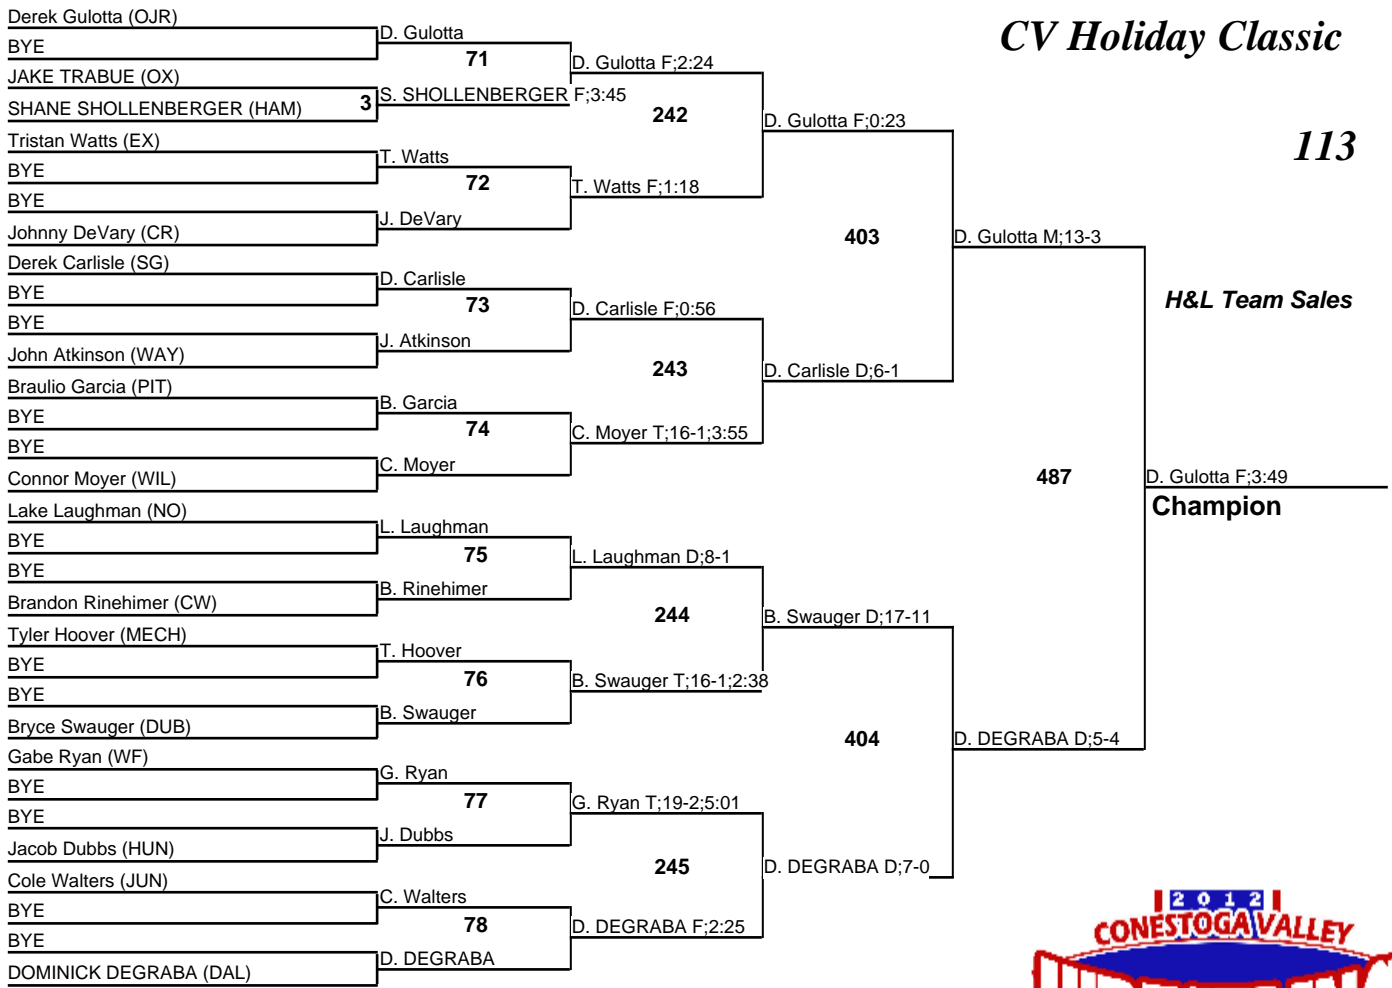 CV Holiday Classic
113
H&L Team Sales
Derek Gulotta (OJR)
BYE
JAKE TRABUE (OX)
SHANE SHOLLENBERGER (HAM)
Tristan Watts (EX)
BYE
BYE
Johnny DeVary (CR)
Derek Carlisle (SG)
BYE
BYE
John Atkinson (WAY)
Braulio Garcia (PIT)
BYE
BYE
Connor Moyer (WIL)
Lake Laughman (NO)
BYE
BYE
Brandon Rinehimer (CW)
Tyler Hoover (MECH)
BYE
BYE
Bryce Swauger (DUB)
Gabe Ryan (WF)
BYE
BYE
Jacob Dubbs (HUN)
Cole Walters (JUN)
BYE
BYE
DOMINICK DEGRABA (DAL)
3
D. Gulotta
71
S. SHOLLENBERGER F;3:45
T. Watts
72
J. DeVary
D. Carlisle
73
J. Atkinson
B. Garcia
74
C. Moyer
L. Laughman
75
B. Rinehimer
T. Hoover
76
B. Swauger
G. Ryan
77
J. Dubbs
C. Walters
78
D. DEGRABA
D. Gulotta F;2:24
242
T. Watts F;1:18
D. Carlisle F;0:56
243
C. Moyer T;16-1;3:55
L. Laughman D;8-1
244
B. Swauger T;16-1;2:38
G. Ryan T;19-2;5:01
245
D. DEGRABA F;2:25
D. Gulotta F;0:23
403
D. Carlisle D;6-1
B. Swauger D;17-11
404
D. DEGRABA D;7-0
D. Gulotta M;13-3
487
D. DEGRABA D;5-4
D. Gulotta F;3:49
Champion
2012
CONESTOGA VALLEY